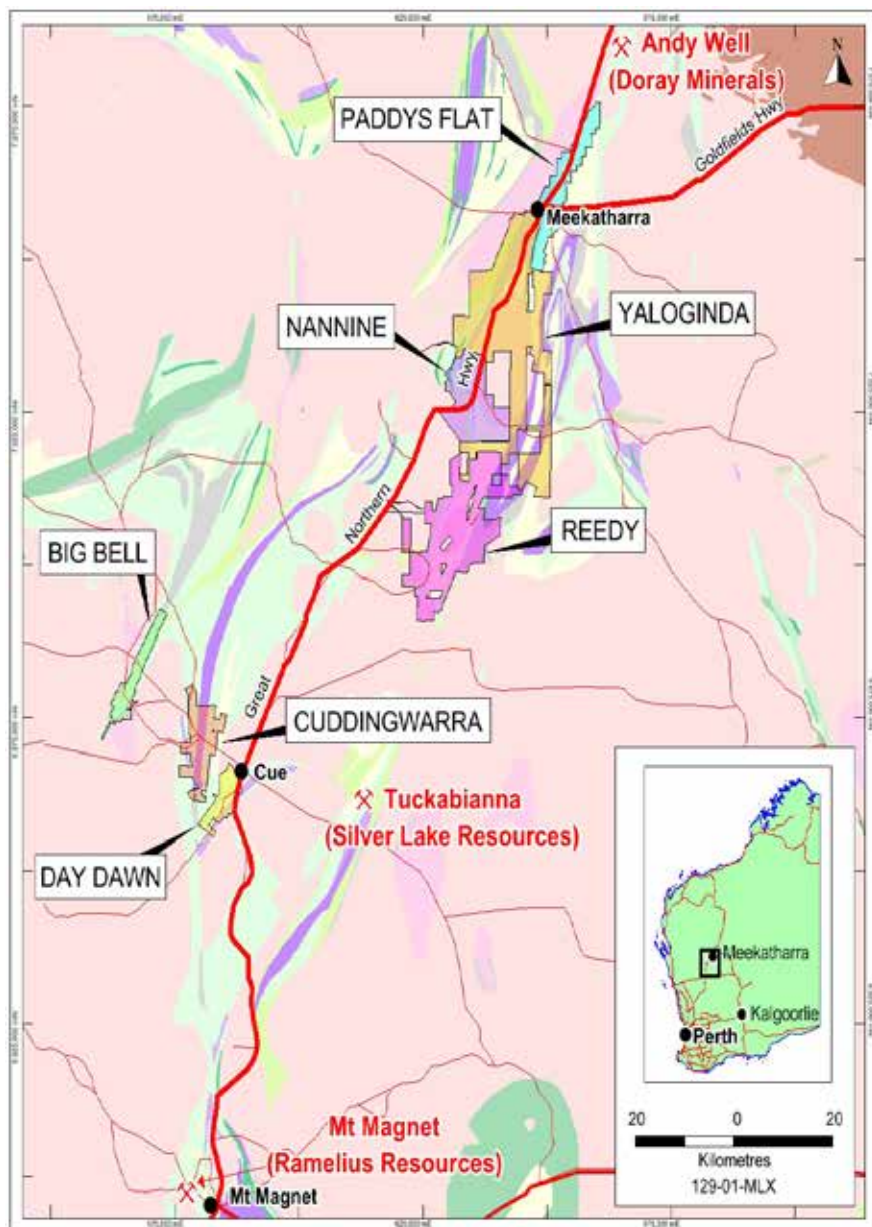 Andy Well
(Doray Minerals)
N
PADDYS FLAT
Goldfields Hwy
Meekatharra
NANNINE
YALOGINDA
Hwy
Northern
BIG BELL
REEDY
Great
CUDDINGWARRA
Cue
Tuckabianna
(Silver Lake Resources)
DAY DAWN
Meekatharra
Kalgoorlie
Perth
20 0 20
Kilometres
129-01-MLX
Mt Magnet
(Ramelius Resources)
Mt Magnet